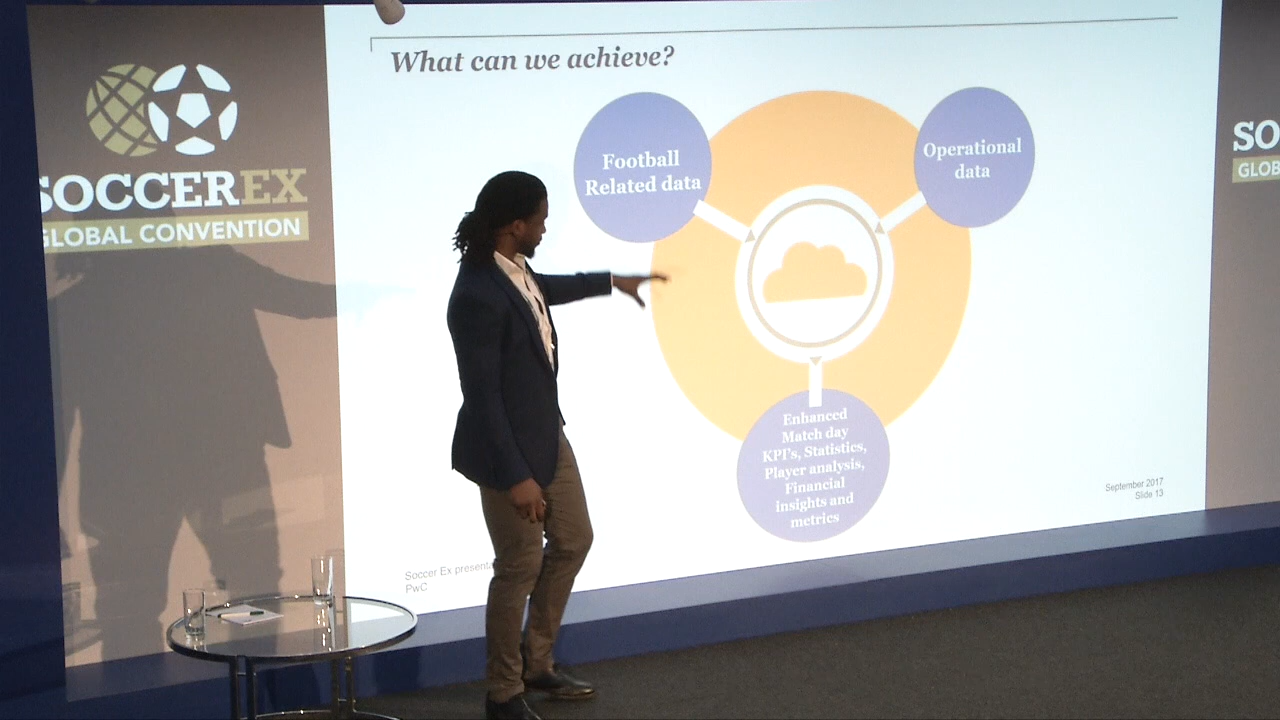 SOCCEREX
GLOBAL CONVENTION
What can we achieve?
Football
Related data
Operational
data
Enhanced
Match day
KPI's, Statistics,
Player analysis,
Financial
insights and
metrics
September 2017
Slide 13
Soccer Ex
PwC
SO
GLOB